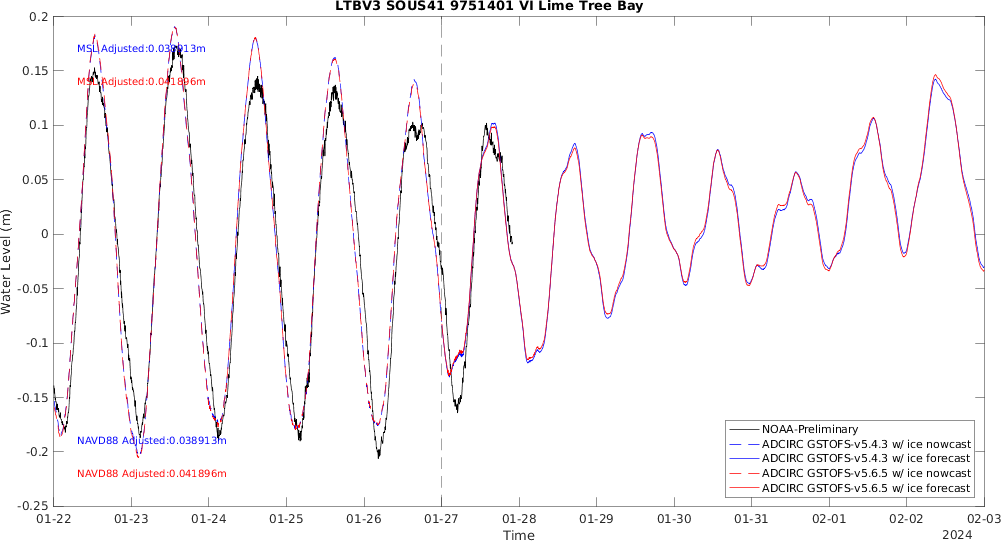 LTBV3 SOUS41 9751401 VI Lime Tree Bay
0.2
0.15
0.1
0.05
0
-0.05
-0.1
-0.15
-0.2
-0.25
Water Level (m)
MSL Adjusted:0.038913m
MSL Adjusted:0.041896m
NAVD88 Adjusted:0.038913m
NAVD88 Adjusted:0.041896m
NOAA-Preliminary
ADCIRC GSTOFS-v5.4.3 w/ ice nowcast
ADCIRC GSTOFS-v5.4.3 w/ ice forecast
ADCIRC GSTOFS-v5.6.5 w/ ice nowcast
ADCIRC GSTOFS-v5.6.5 w/ ice forecast
01-22 01-23 01-24 01-25 01-26 01-27 01-28 01-29 01-30 01-31 02-01 02-02 02-03
Time
2024